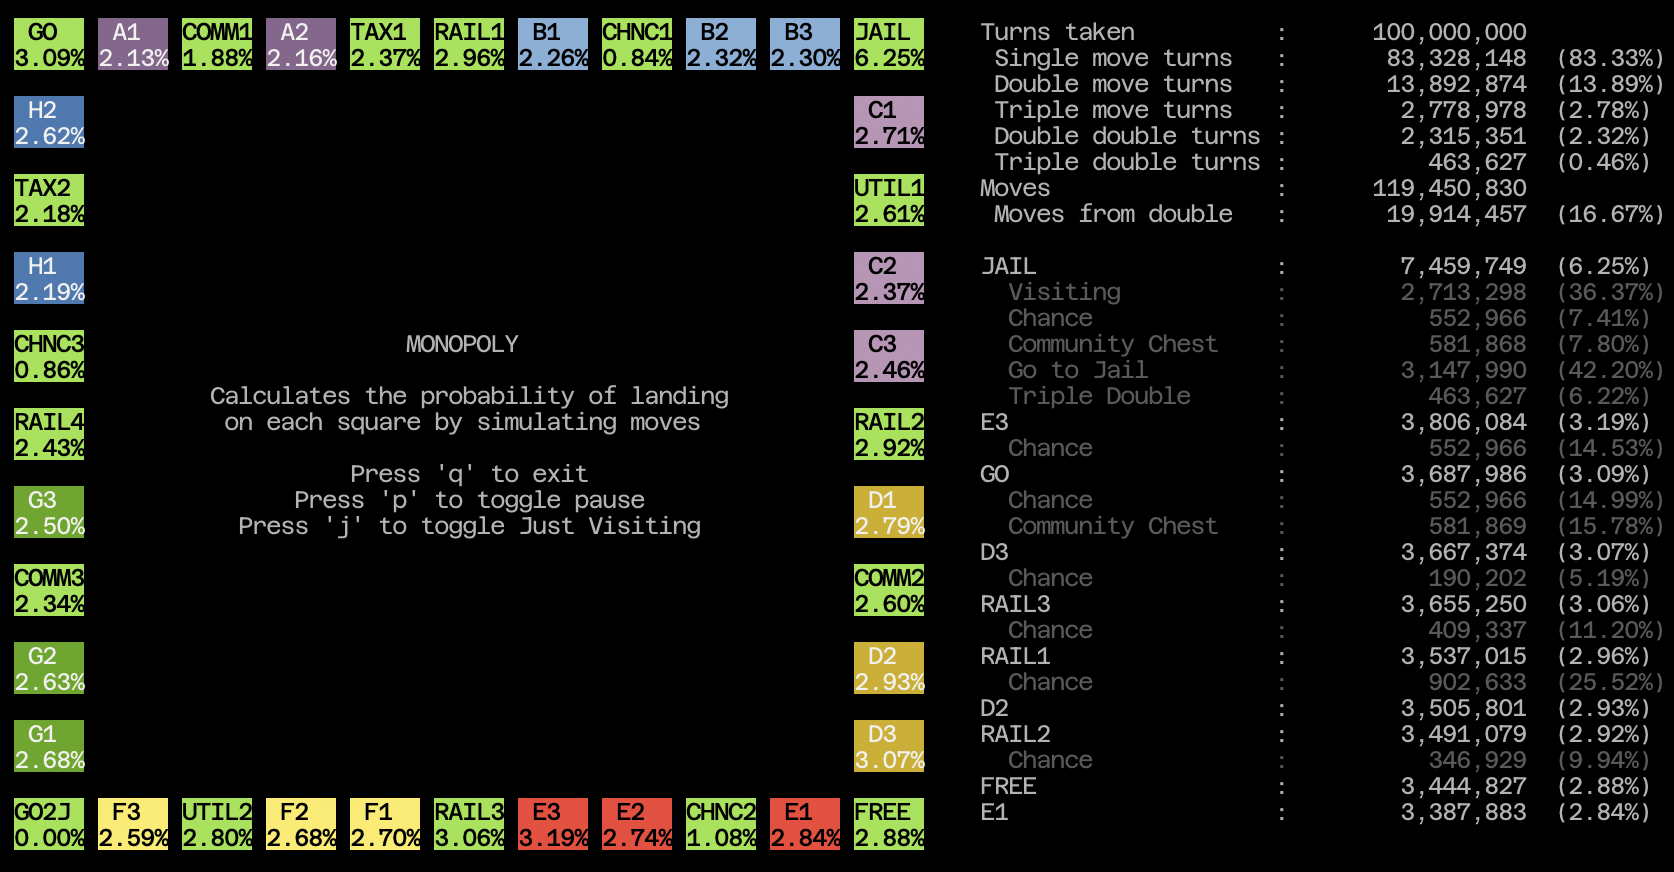 GO A1 COMM1 A2 TAX1 RAIL1 B1 CHNC1 B2 B3 JAIL
3.09% 2.13% 1.88% 2.16% 2.37% 2.96% 2.26% 0.84% 2.32% 2.30% 6.25%
H2 C1
2.62% 2.71%
TAX2 UTIL1
2.18% 2.61%
H1 C2
2.19% 2.37%
CHNC3 MONOPOLY C3
0.86% 2.46%
Calculates the probability of landing
RAIL4 on each square by simulating moves RAIL2
2.43% 2.92%
Press 'q' to exit
G3 Press 'p' to toggle pause D1
2.50% Press 'j' to toggle Just Visiting 2.79%
COMM3 COMM2
2.34% 2.60%
G2 D2
2.63% 2.93%
G1 D3
2.68% 3.07%
GO2J F3 UTIL2 F2 F1 RAIL3 E3 E2 CHNC2 E1 FREE
0.00% 2.59% 2.80% 2.68% 2.70% 3.06% 3.19% 2.74% 1.08% 2.84% 2.88%
Turns taken : 100,000,000
Single move turns : 83,328,148 (83.33%)
Double move turns : 13,892,874 (13.89%)
Triple move turns : 2,778,978 (2.78%)
Double double turns : 2,315,351 (2.32%)
Triple double turns : 463,627 (0.46%)
Moves : 119,450,830
Moves from double : 19,914,457 (16.67%)
JAIL : 7,459,749 (6.25%)
Visiting : 2,713,298 (36.37%)
Chance : 552,966 (7.41%)
Community Chest : 581,868 (7.80%)
Go to Jail : 3,147,990 (42.20%)
Triple Double : 463,627 (6.22%)
E3 : 3,806,084 (3.19%)
Chance : 552,966 (14.53%)
GO : 3,687,986 (3.09%)
Chance : 552,966 (14.99%)
Community Chest : 581,869 (15.78%)
D3 : 3,667,374 (3.07%)
Chance : 190,202 (5.19%)
RAIL3 : 3,655,250 (3.06%)
Chance : 409,337 (11.20%)
RAIL1 : 3,537,015 (2.96%)
Chance : 902,633 (25.52%)
D2 : 3,505,801 (2.93%)
RAIL2 : 3,491,079 (2.92%)
Chance : 346,929 (9.94%)
FREE : 3,444,827 (2.88%)
E1 : 3,387,883 (2.84%)